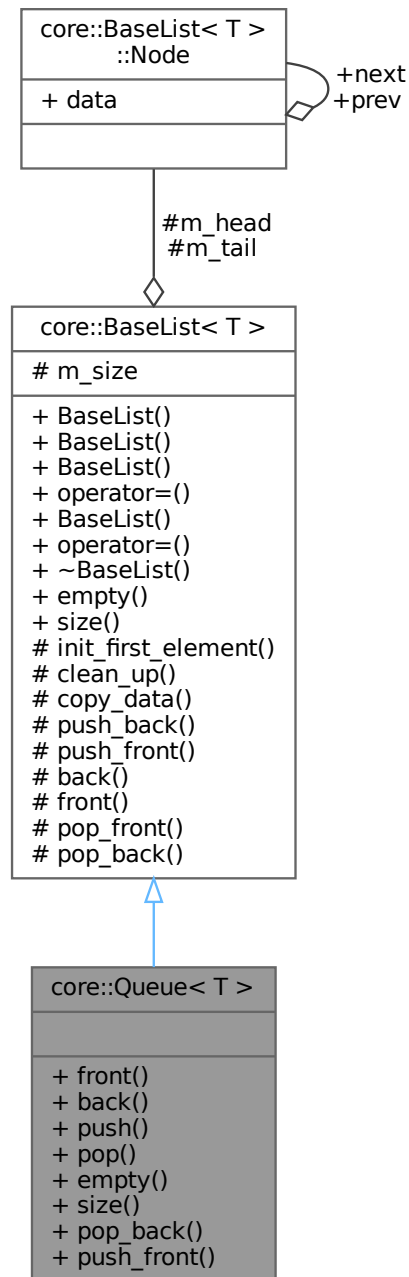 core::BaseList< T >
::Node
+ data
+next
+prev
#m_head
#m_tail
core::BaseList< T >
# m_size
+ BaseList()
+ BaseList()
+ BaseList()
+ operator=()
+ BaseList()
+ operator=()
+ ~BaseList()
+ empty()
+ size()
# init_first_element()
# clean_up()
# copy_data()
# push_back()
# push_front()
# back()
# front()
# pop_front()
# pop_back()
core::Queue< T >
+ front()
+ back()
+ push()
+ pop()
+ empty()
+ size()
+ pop_back()
+ push_front()